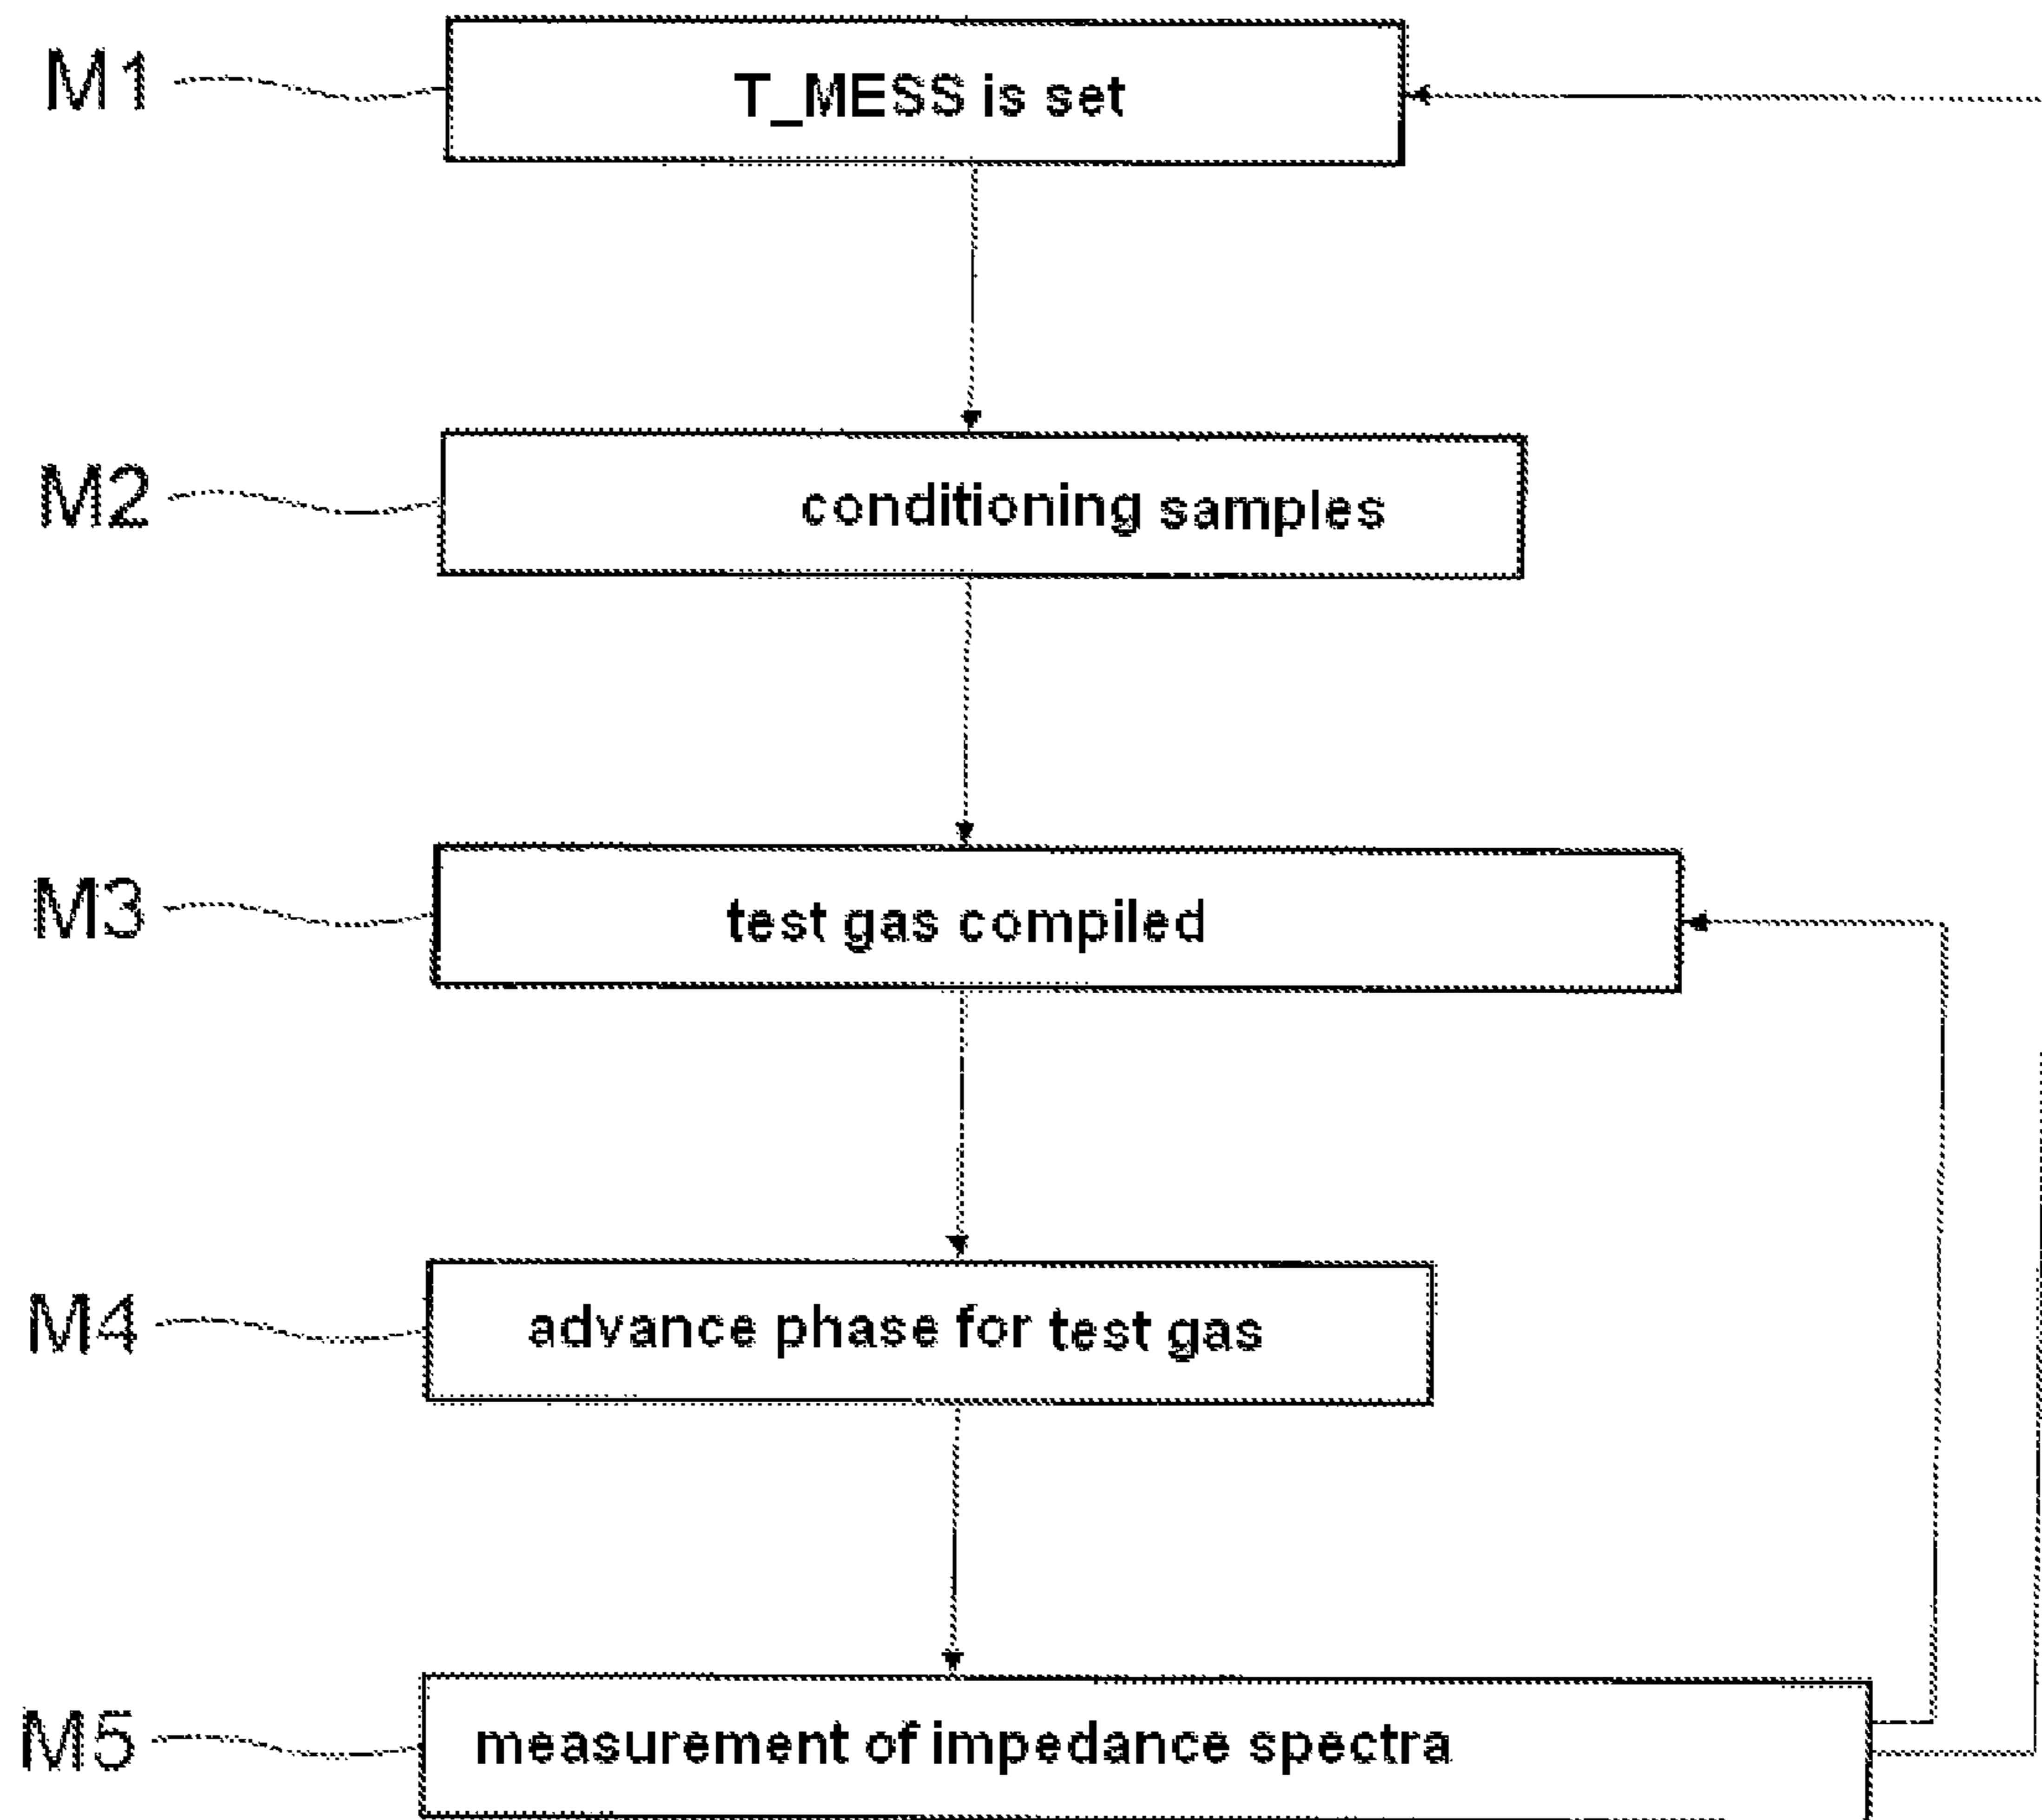 M1
T_MESS is set
M2
conditioning samples
M3
test gas compiled
M4
advance phase for test gas
M5
measurement of impedance spectra